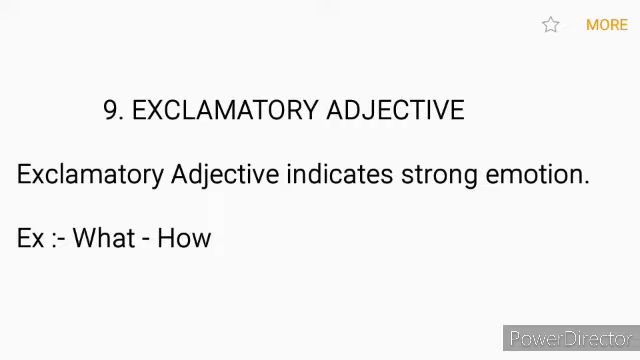 MORE
9. EXCLAMATORY ADJECTIVE
Exclamatory Adjective indicates strong emotion.
Ex :- What - How
PowerDirector